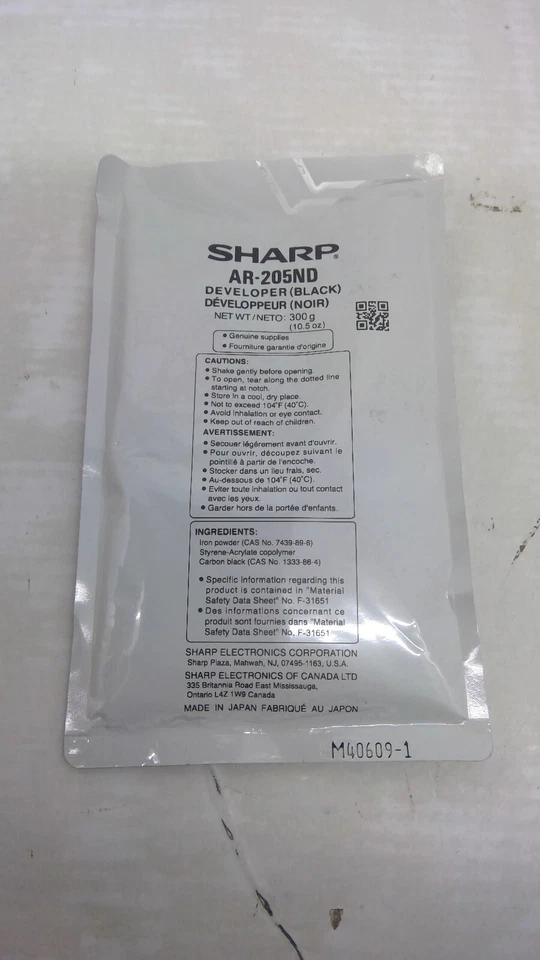 SHARP®
AR-205ND
DEVELOPER (BLACK)
DÉVELOPPEUR (NOIR)
NET WT/NETO: 300 g
(10.5 oz)
● Genuine supplies
● Fourniture garantie d'origine
CAUTIONS:
● Shake gently before opening.
● To open, tear along the dotted line
starting at notch.
● Store in a cool, dry place.
● Not to exceed 104°F (40°C).
● Avoid inhalation or eye contact.
● Keep out of reach of children.
AVERTISSEMENT:
● Secouer légèrement avant d'ouvrir.
● Pour ouvrir, découpez suivant le
pointillé à partir de l'encoche.
● Stocker dans un lieu frais, sec.
● Au-dessous de 104°F (40°C).
● Eviter toute inhalation ou tout contact
avec les yeux.
● Garder hors de la portée d'enfants.
INGREDIENTS:
Iron powder (CAS No. 7439-89-6)
Styrene-Acrylate copolymer
Carbon black (CAS No. 1333-86-4)
● Specific information regarding this
product is contained in "Material
Safety Data Sheet" No. F-31651
● Des informations concernant ce
produit sont fournies dans "Material
Safety Data Sheet" No. F-31651
SHARP ELECTRONICS CORPORATION
Sharp Plaza, Mahwah, NJ, 07495-1163, U.S.A.
SHARP ELECTRONICS OF CANADA LTD
335 Britannia Road East Mississauga,
Ontario L4Z 1W9 Canada
MADE IN JAPAN FABRIQUÉ AU JAPON
M40609-1